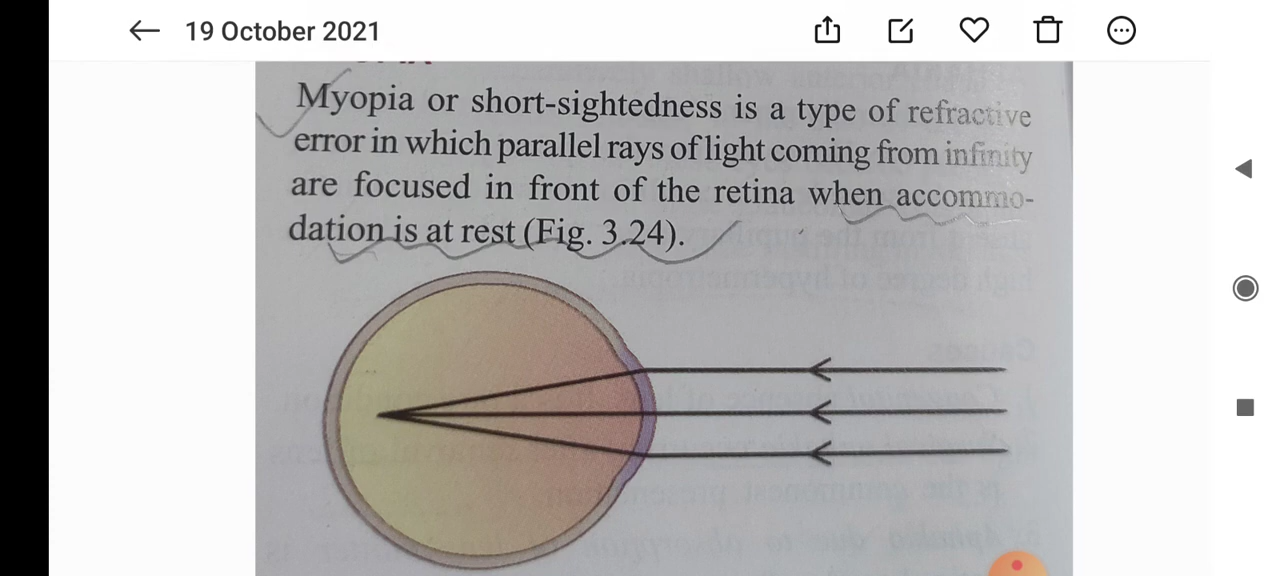 19 October 2021
Myopia or short-sightedness is a type of refractive
error in which parallel rays of light coming from infinity
are focused in front of the retina when accommo-
dation is at rest (Fig. 3.24).